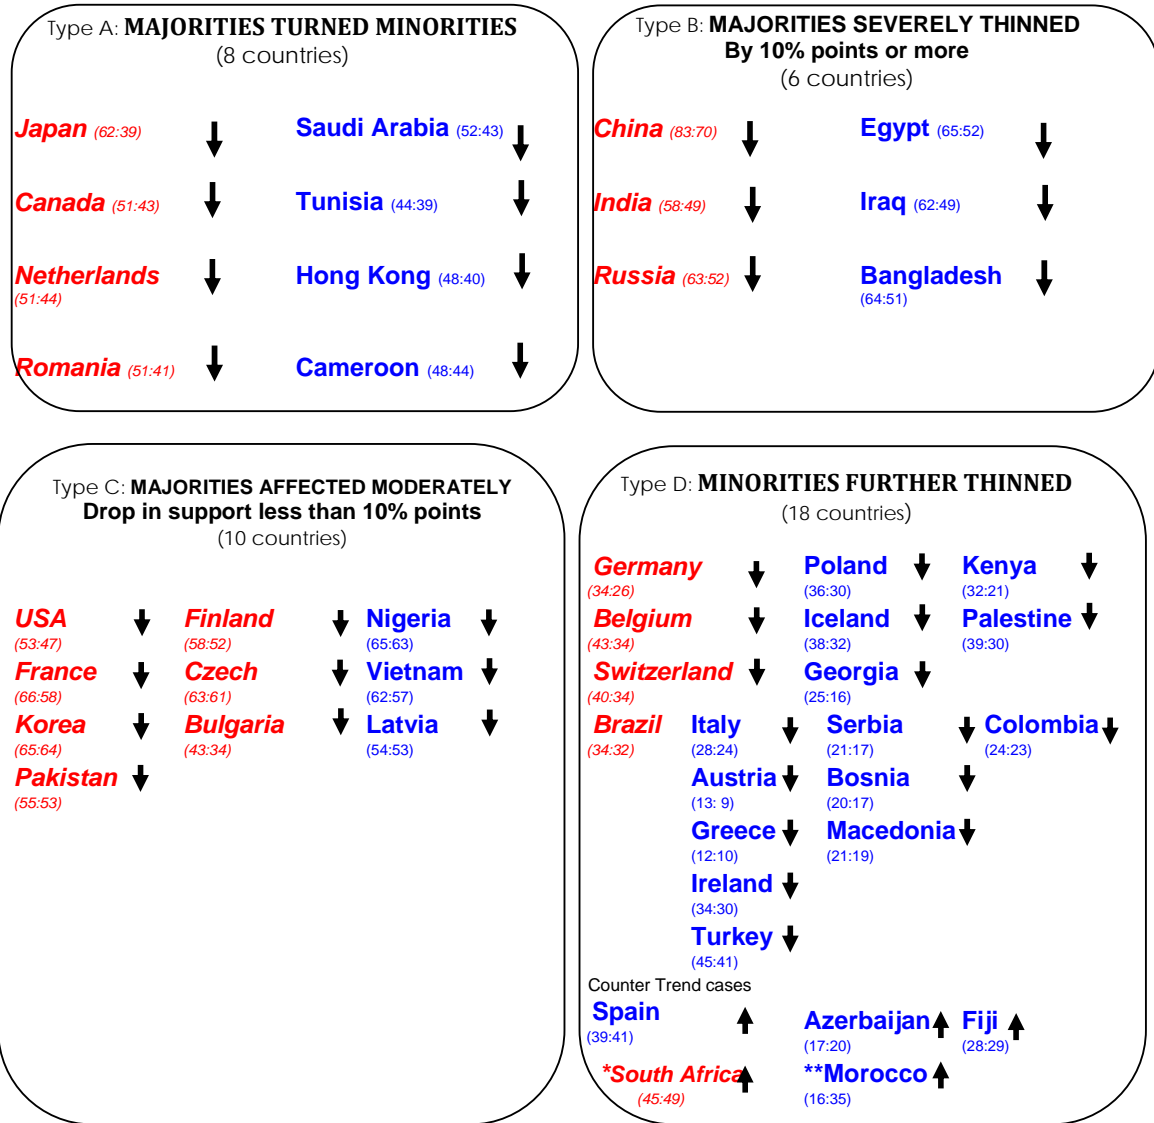 Type A: MAJORITIES TURNED MINORITIES
(8 countries)
Japan (62:39)
Saudi Arabia (52:43)
Canada (51:43)
Tunisia (44:39)
Netherlands
(51:44)
Hong Kong (48:40)
Romania (51:41)
Cameroon (48:44)
Type B: MAJORITIES SEVERELY THINNED
By 10% points or more
(6 countries)
China (83:70)
Egypt (65:52)
India (58:49)
Iraq (62:49)
Russia (63:52)
Bangladesh
(64:51)
Type C: MAJORITIES AFFECTED MODERATELY
Drop in support less than 10% points
(10 countries)
USA
(53:47)
Finland
(58:52)
Nigeria
(65:63)
France
(66:58)
Czech
(63:61)
Vietnam
(62:57)
Korea
(65:64)
Bulgaria
(43:34)
Latvia
(54:53)
Pakistan
(55:53)
Type D: MINORITIES FURTHER THINNED
(18 countries)
Germany
(34:26)
Poland
(36:30)
Kenya
(32:21)
Belgium
(43:34)
Iceland
(38:32)
Palestine
(39:30)
Switzerland
(40:34)
Georgia
(25:16)
Brazil
(34:32)
Italy
(28:24)
Serbia
(21:17)
Colombia
(24:23)
Austria
(13: 9)
Bosnia
(20:17)
Greece
(12:10)
Macedonia
(21:19)
Ireland
(34:30)
Turkey
(45:41)
Counter Trend cases
Spain
(39:41)
Azerbaijan
(17:20)
Fiji
(28:29)
*South Africa
(45:49)
**Morocco
(16:35)